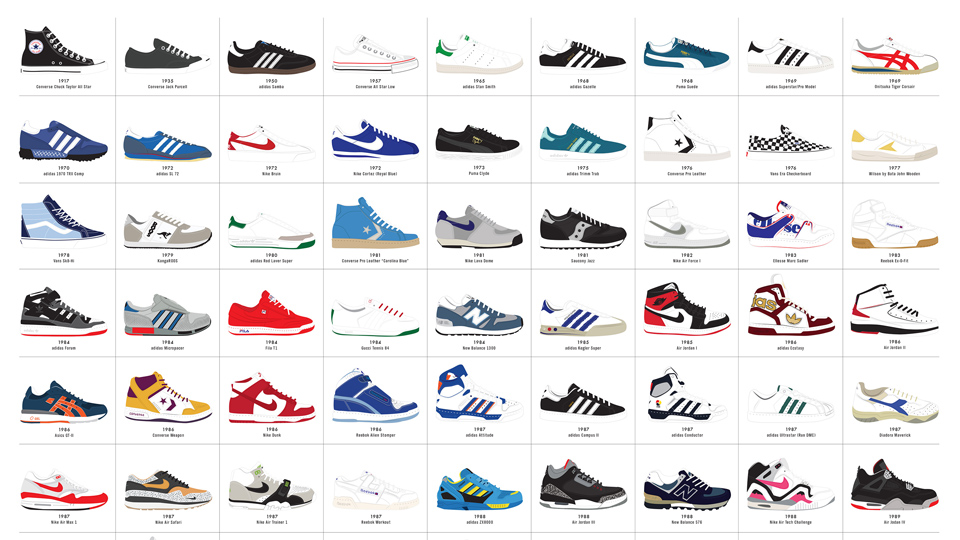 1917
Converse Chuck Taylor All Star
1935
Converse Jack Purcell
1950
adidas Samba
1957
Converse All Star Low
1965
adidas Stan Smith
1968
adidas Gazelle
1968
Puma Suede
1969
adidas Superstar/Pro Model
1969
Onitsuka Tiger Corsair
1970
adidas 1970 TRX Comp
1972
adidas SL 72
1972
Nike Bruin
1972
Nike Cortez (Royal Blue)
1973
Puma Clyde
1975
adidas Trimm Trab
1976
Converse Pro Leather
1976
Vans Era Checkerboard
1977
Wilson by Bata John Wooden
1978
Vans Sk8-Hi
1979
KangaROOS
1980
adidas Rod Laver Super
1981
Converse Pro Leather "Carolina Blue"
1981
Nike Lava Dome
1981
Saucony Jazz
1982
Nike Air Force I
1983
Ellesse Marc Sadler
1983
Reebok Ex-O-Fit
1984
adidas Forum
1984
adidas Micropacer
FILA
1984
Fila T1
1984
Gucci Tennis 84
1984
New Balance 1300
1985
adidas Kegler Super
1985
Air Jordan I
1986
adidas Ecstasy
1986
Air Jordan II
1986
Asics GT-II
1986
Converse Weapon
1986
Nike Dunk
1986
Reebok Alien Stomper
1987
adidas Attitude
1987
adidas Campus II
1987
adidas Conductor
1987
adidas Ultrastar (Run DMC)
1987
Diadora Maverick
1987
Nike Air Max 1
1987
Nike Air Safari
1987
Nike Air Trainer 1
1987
Reebok Workout
1988
adidas ZX8000
1988
Air Jordan III
1988
New Balance 576
1988
Nike Air Tech Challenge
1989
Air Jordan IV